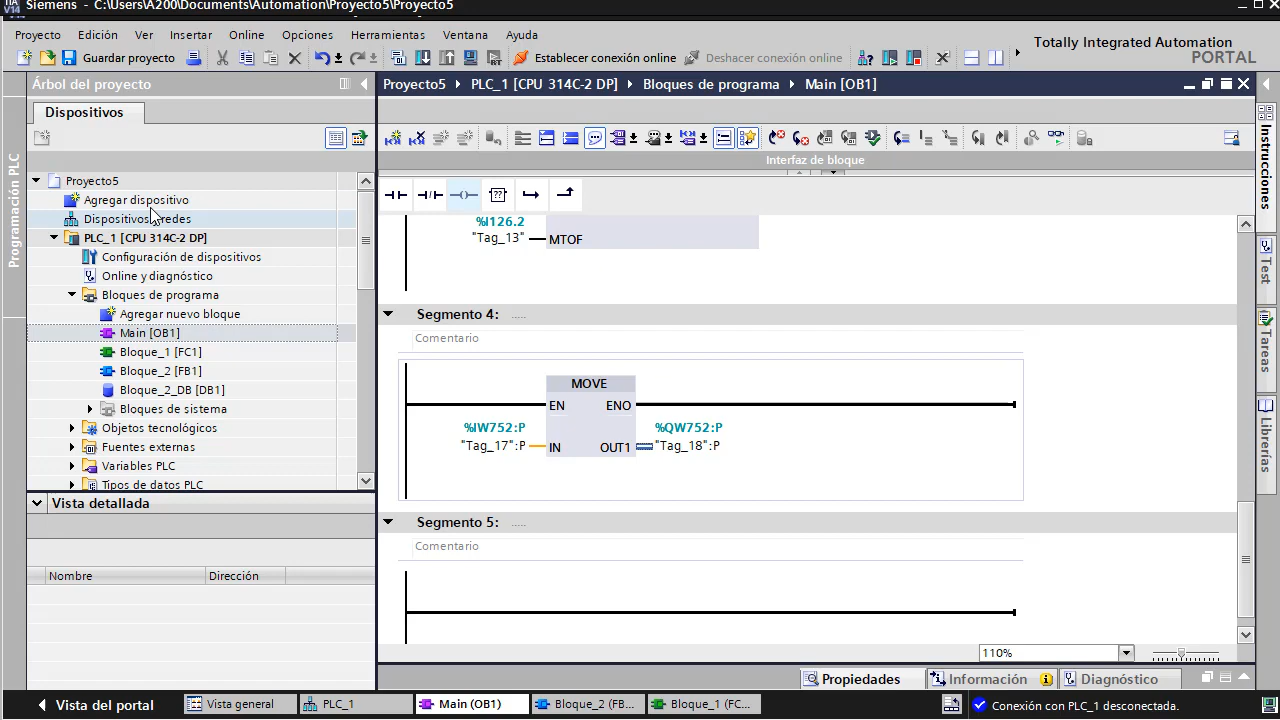 Siemens - C:\Users\A200\Documents\Automation\Proyecto5\Proyecto5
Proyecto Edición Ver Insertar Online Opciones Herramientas Ventana Ayuda
Totally Integrated Automation
PORTAL
Guardar proyecto
Establecer conexión online
Deshacer conexión online
Árbol del proyecto
Proyecto5 PLC_1 [CPU 314C-2 DP] Bloques de programa Main [OB1]
Dispositivos
Programación PLC
Proyecto5
Agregar dispositivo
Dispositivos redes
PLC_1 [CPU 314C-2 DP]
Configuración de dispositivos
Online y diagnóstico
Bloques de programa
Agregar nuevo bloque
Main [OB1]
Bloque_1 [FC1]
Bloque_2 [FB1]
Bloque_2_DB [DB1]
Bloques de sistema
Objetos tecnológicos
Fuentes externas
Variables PLC
Tipos de datos PLC
Vista detallada
Nombre Dirección
Interfaz de bloque
??
%I126.2
"Tag_13" MTOF
Segmento 4: .....
Comentario
MOVE
EN ENO
%IW752:P %QW752:P
"Tag_17":P IN OUT1 "Tag_18":P
Segmento 5: .....
Comentario
110%
Instrucciones
Test
Tareas
Librerías
Propiedades Información Diagnóstico
Vista del portal Vista general PLC_1 Main (OB1) Bloque_2 (FB... Bloque_1 (FC... Conexión con PLC_1 desconectada.